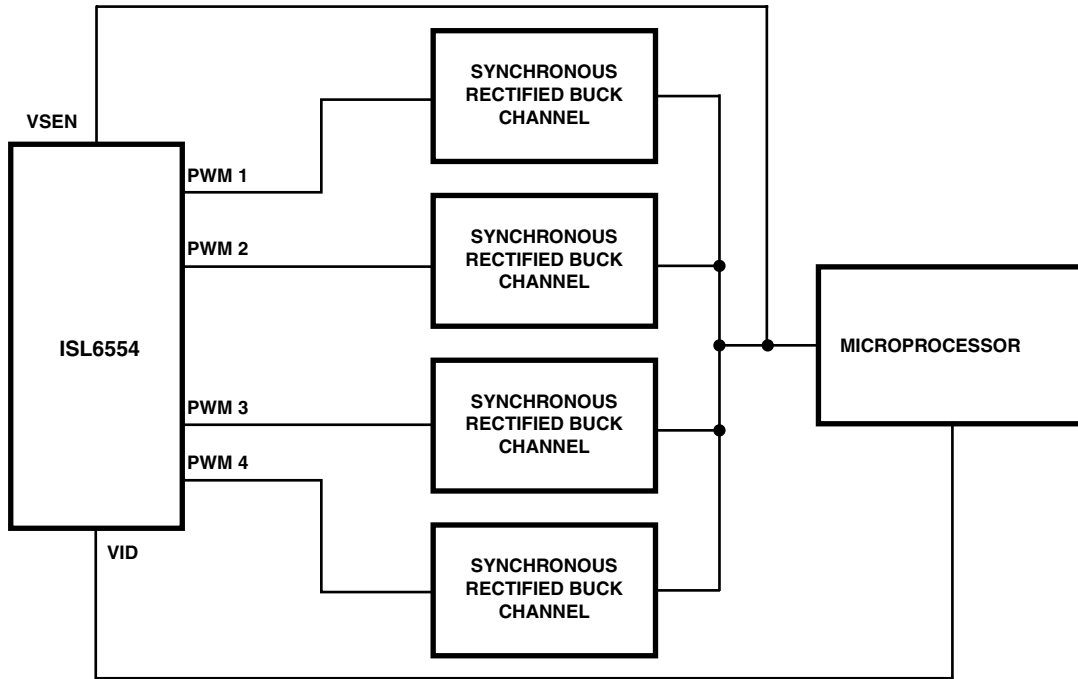 VSEN
ISL6554
PWM 1
PWM 2
PWM 3
PWM 4
VID
SYNCHRONOUS
RECTIFIED BUCK
CHANNEL
SYNCHRONOUS
RECTIFIED BUCK
CHANNEL
SYNCHRONOUS
RECTIFIED BUCK
CHANNEL
SYNCHRONOUS
RECTIFIED BUCK
CHANNEL
MICROPROCESSOR